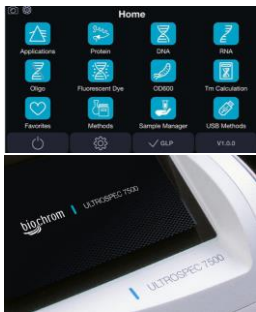 Home
Applications Protein DNA RNA
Oligo Fluorescent Dye OD600 Tm Calculation
Favorites Methods Sample Manager USB Methods
GLP V1.0.0
biochrom ULTROSPEC 7500
ULTROSPEC 7500